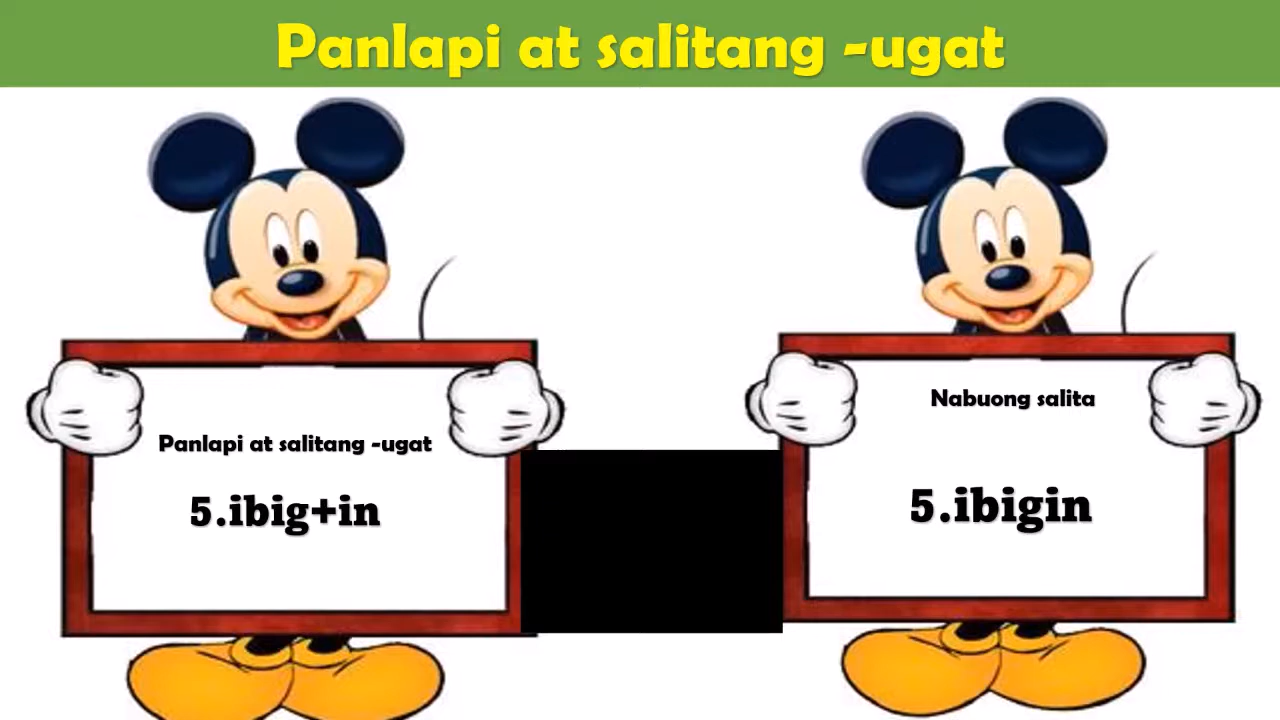 Panlapi at salitang -ugat
Panlapi at salitang -ugat
5.ibig+in
Nabuong salita
5.ibigin